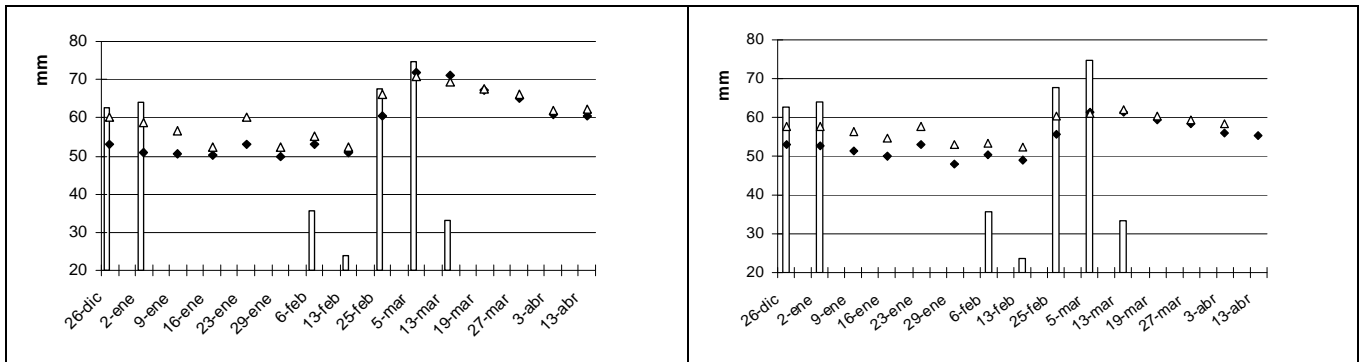 80
70
60
50
40
30
20
mm
26-dic
2-ene
9-ene
16-ene
23-ene
29-ene
6-feb
13-feb
25-feb
5-mar
13-mar
19-mar
27-mar
3-abr
13-abr
80
70
60
50
40
30
20
mm
26-dic
2-ene
9-ene
16-ene
23-ene
29-ene
6-feb
13-feb
25-feb
5-mar
13-mar
19-mar
27-mar
3-abr
13-abr